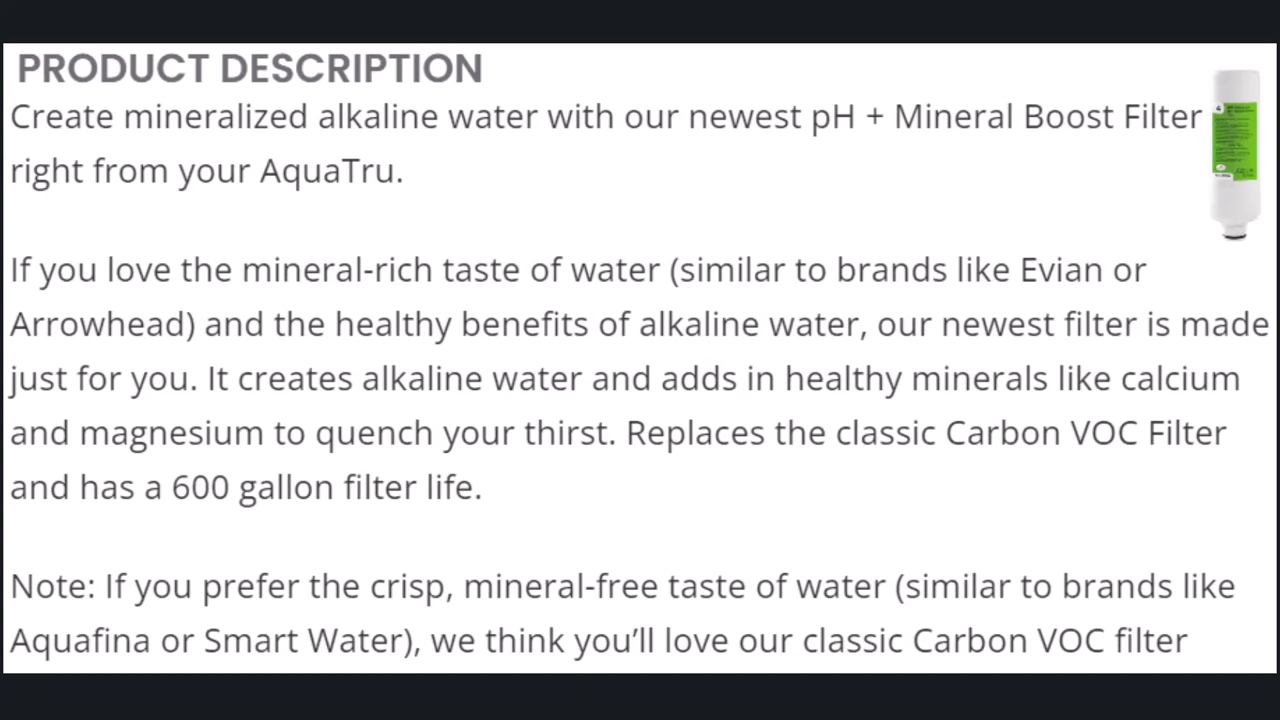 PRODUCT DESCRIPTION
Create mineralized alkaline water with our newest pH + Mineral Boost Filter
right from your AquaTru.
If you love the mineral-rich taste of water (similar to brands like Evian or
Arrowhead) and the healthy benefits of alkaline water, our newest filter is made
just for you. It creates alkaline water and adds in healthy minerals like calcium
and magnesium to quench your thirst. Replaces the classic Carbon VOC Filter
and has a 600 gallon filter life.
Note: If you prefer the crisp, mineral-free taste of water (similar to brands like
Aquafina or Smart Water), we think you’ll love our classic Carbon VOC filter